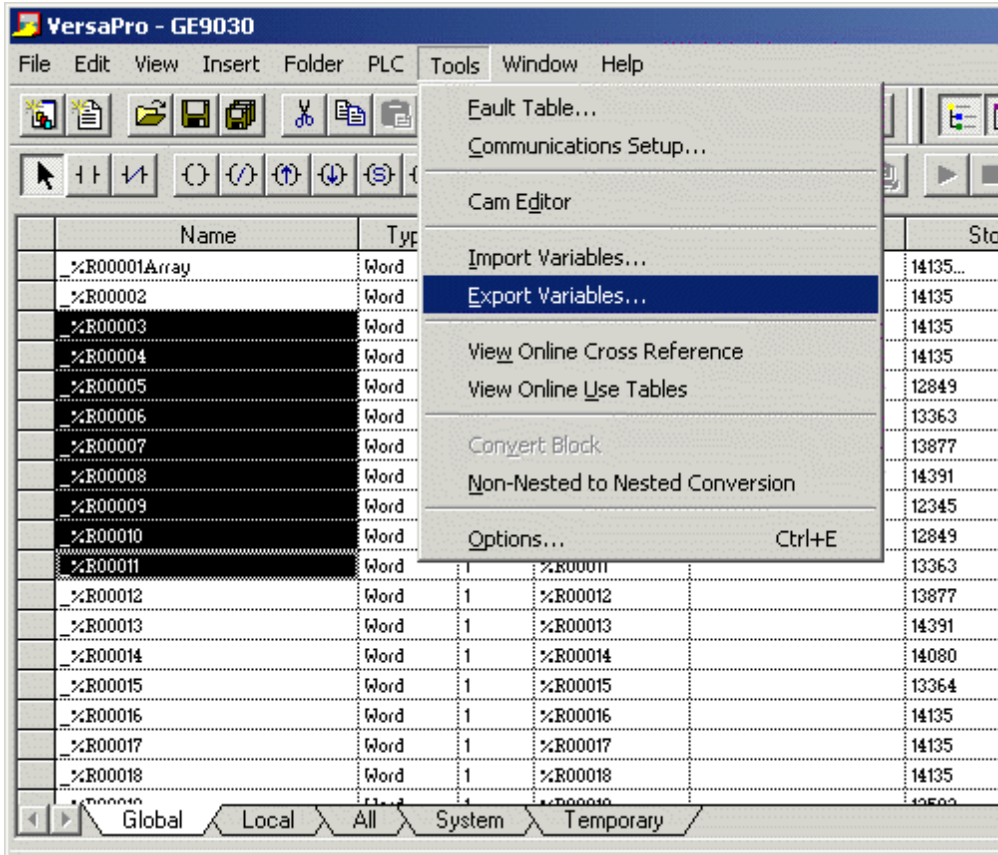 VersaPro - GE9030
File Edit View Insert Folder PLC Tools Window Help
Fault Table...
Communications Setup...
Cam Editor
Import Variables...
Export Variables...
View Online Cross Reference
View Online Use Tables
Convert Block
Non-Nested to Nested Conversion
Options... Ctrl+E
Name Typ Sto
_%R00001Array Word 14135...
_%R00002 Word 14135
_%R00003 Word 14135
_%R00004 Word 14135
_%R00005 Word 12849
_%R00006 Word 13363
_%R00007 Word 13877
_%R00008 Word 14391
_%R00009 Word 12345
_%R00010 Word 12849
_%R00011 Word 1 %R00011 13363
_%R00012 Word 1 %R00012 13877
_%R00013 Word 1 %R00013 14391
_%R00014 Word 1 %R00014 14080
_%R00015 Word 1 %R00015 13364
_%R00016 Word 1 %R00016 14135
_%R00017 Word 1 %R00017 14135
_%R00018 Word 1 %R00018 14135
Global Local All System Temporary